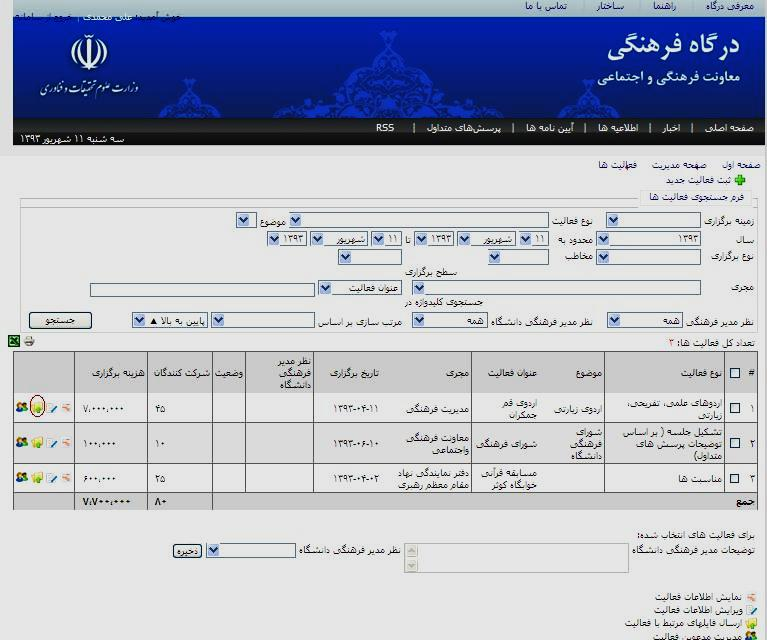 معرفی درگاه راهنما ساختار تماس با ما
خوش آمدید: علی محمدی خروج از سامانه
درگاه فرهنگی
معاونت فرهنگی و اجتماعی
وزارت علوم تحقیقات و فناوری
صفحه اصلی | اخبار | اطلاعیه ها | آیین نامه ها | پرسش‌های متداول | RSS
سه شنبه ۱۱ شهریور ۱۳۹۳
صفحه اول صفحه مدیریت فعالیت ها
ثبت فعالیت جدید
فرم جستجوی فعالیت ها
زمینه برگزاری نوع فعالیت موضوع
سال ۱۳۹۳ محدود به ۱۱ شهریور ۱۳۹۳ تا ۱۱ شهریور ۱۳۹۳
نوع برگزاری مخاطب
سطح برگزاری
مجری عنوان فعالیت
جستجوی کلیدواژه در
نظر مدیر فرهنگی همه نظر مدیر فرهنگی دانشگاه همه مرتب سازی بر اساس پایین به بالا ▲ جستجو
تعداد کل فعالیت ها: ۳
# نوع فعالیت موضوع عنوان فعالیت مجری تاریخ برگزاری نظر مدیر فرهنگی دانشگاه وضعیت شرکت کنندگان هزینه برگزاری
۱ اردوهای علمی، تفریحی، زیارتی اردوی زیارتی اردوی قم جمکران مدیریت فرهنگی ۱۳۹۳-۰۴-۱۱ ۴۵ ۷،۰۰۰،۰۰۰
۲ تشکیل جلسه ( بر اساس توضیحات پرسش های متداول) شورای فرهنگی دانشگاه شورای فرهنگی معاونت فرهنگی واجتماعی ۱۳۹۳-۰۶-۱۰ ۱۰ ۱۰۰،۰۰۰
۳ مناسبت ها مسابقه قرآنی خوابگاه کوثر دفتر نمایندگی نهاد مقام معظم رهبری ۱۳۹۳-۰۴-۰۲ ۲۵ ۶۰۰،۰۰۰
جمع ۸۰ ۷،۷۰۰،۰۰۰
برای فعالیت های انتخاب شده:
توضیحات مدیر فرهنگی دانشگاه نظر مدیر فرهنگی دانشگاه ذخیره
نمایش اطلاعات فعالیت
ویرایش اطلاعات فعالیت
ارسال فایلهای مرتبط با فعالیت
مدیریت مدعوین فعالیت